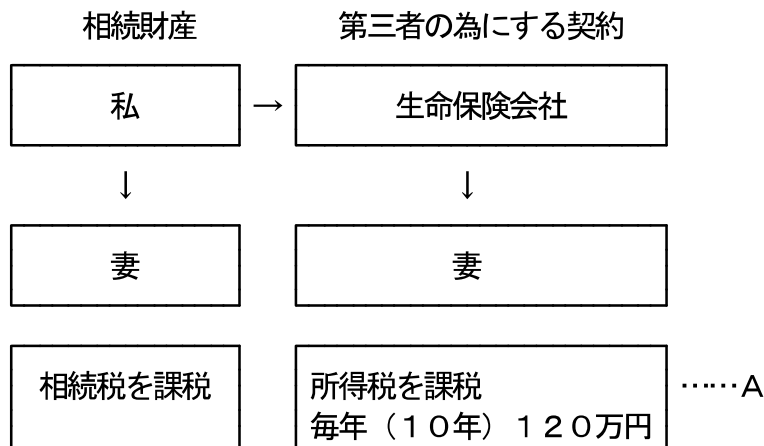 相続財産 第三者の為にする契約
私 → 生命保険会社
↓ ↓
妻 妻
相続税を課税 所得税を課税 ……A
毎年（１０年）１２０万円